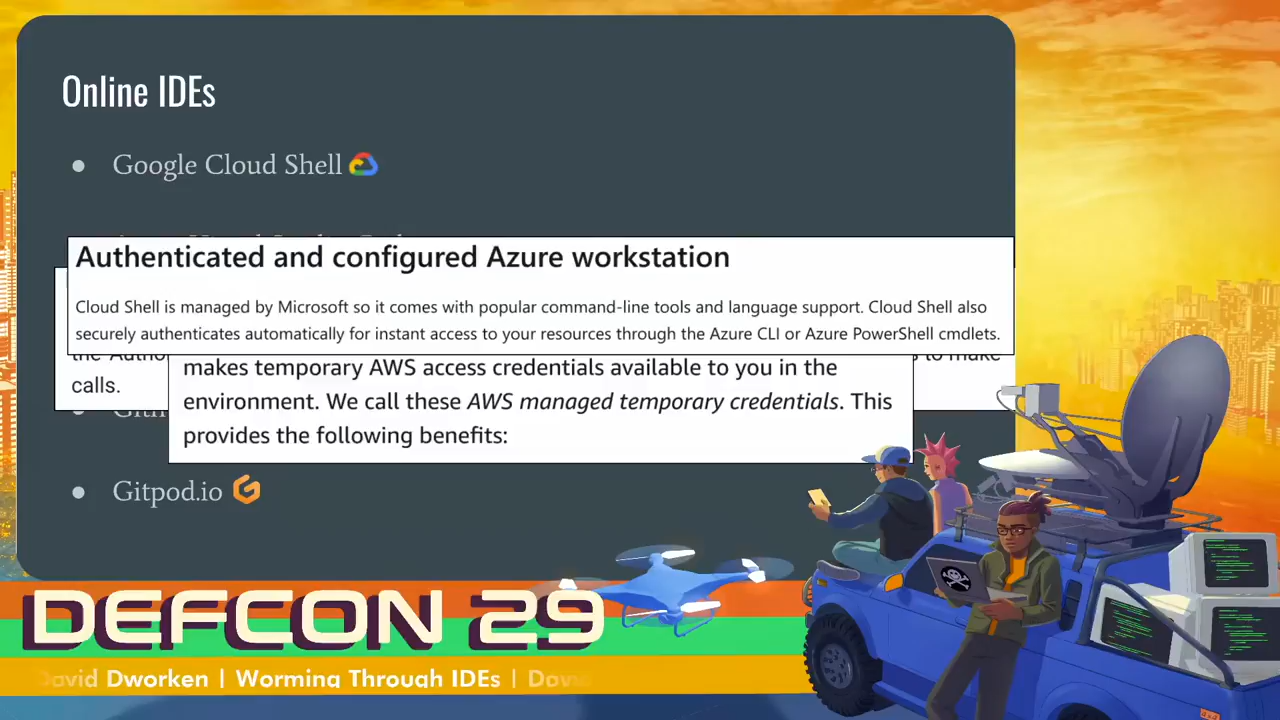 Online IDEs
● Google Cloud Shell
Authenticated and configured Azure workstation
Cloud Shell is managed by Microsoft so it comes with popular command-line tools and language support. Cloud Shell also
securely authenticates automatically for instant access to your resources through the Azure CLI or Azure PowerShell cmdlets.
to make
calls.
makes temporary AWS access credentials available to you in the
environment. We call these AWS managed temporary credentials. This
provides the following benefits:
● Gitpod.io
DEFCON 29
David Dworken | Worming Through IDEs |